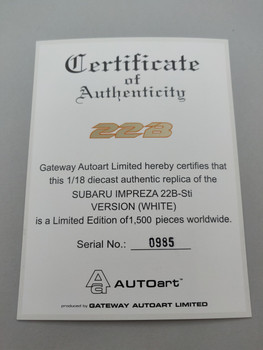 Certificate
of
Authenticity
22B
Gateway Autoart Limited hereby certifies that
this 1/18 diecast authentic replica of the
SUBARU IMPREZA 22B-Sti
VERSION (WHITE)
is a Limited Edition of1,500 pieces worldwide.
Serial No.: 0985
AUTOart
produced by GATEWAY AUTOART LIMITED